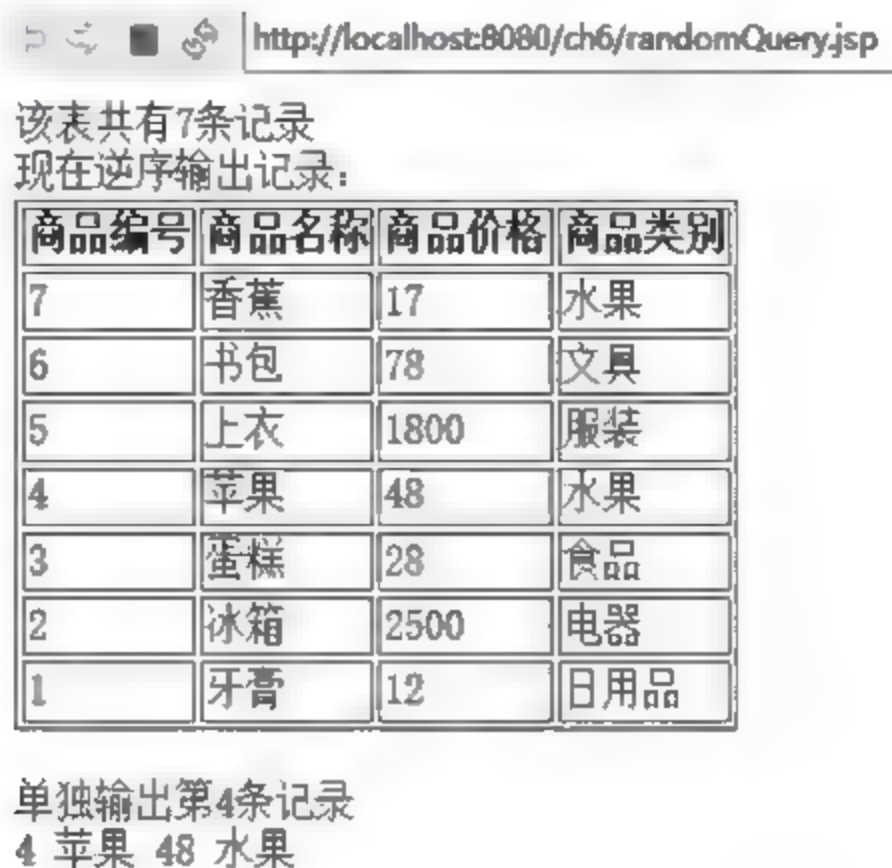 http://localhost:8080/ch6/randomQuery.jsp
该表共有7条记录
现在逆序输出记录:
商品编号 商品名称 商品价格 商品类别
7 香蕉 17 水果
6 书包 78 文具
5 上衣 1800 服装
4 苹果 48 水果
3 蛋糕 28 食品
2 冰箱 2500 电器
1 牙膏 12 日用品
单独输出第4条记录
4 苹果 48 水果